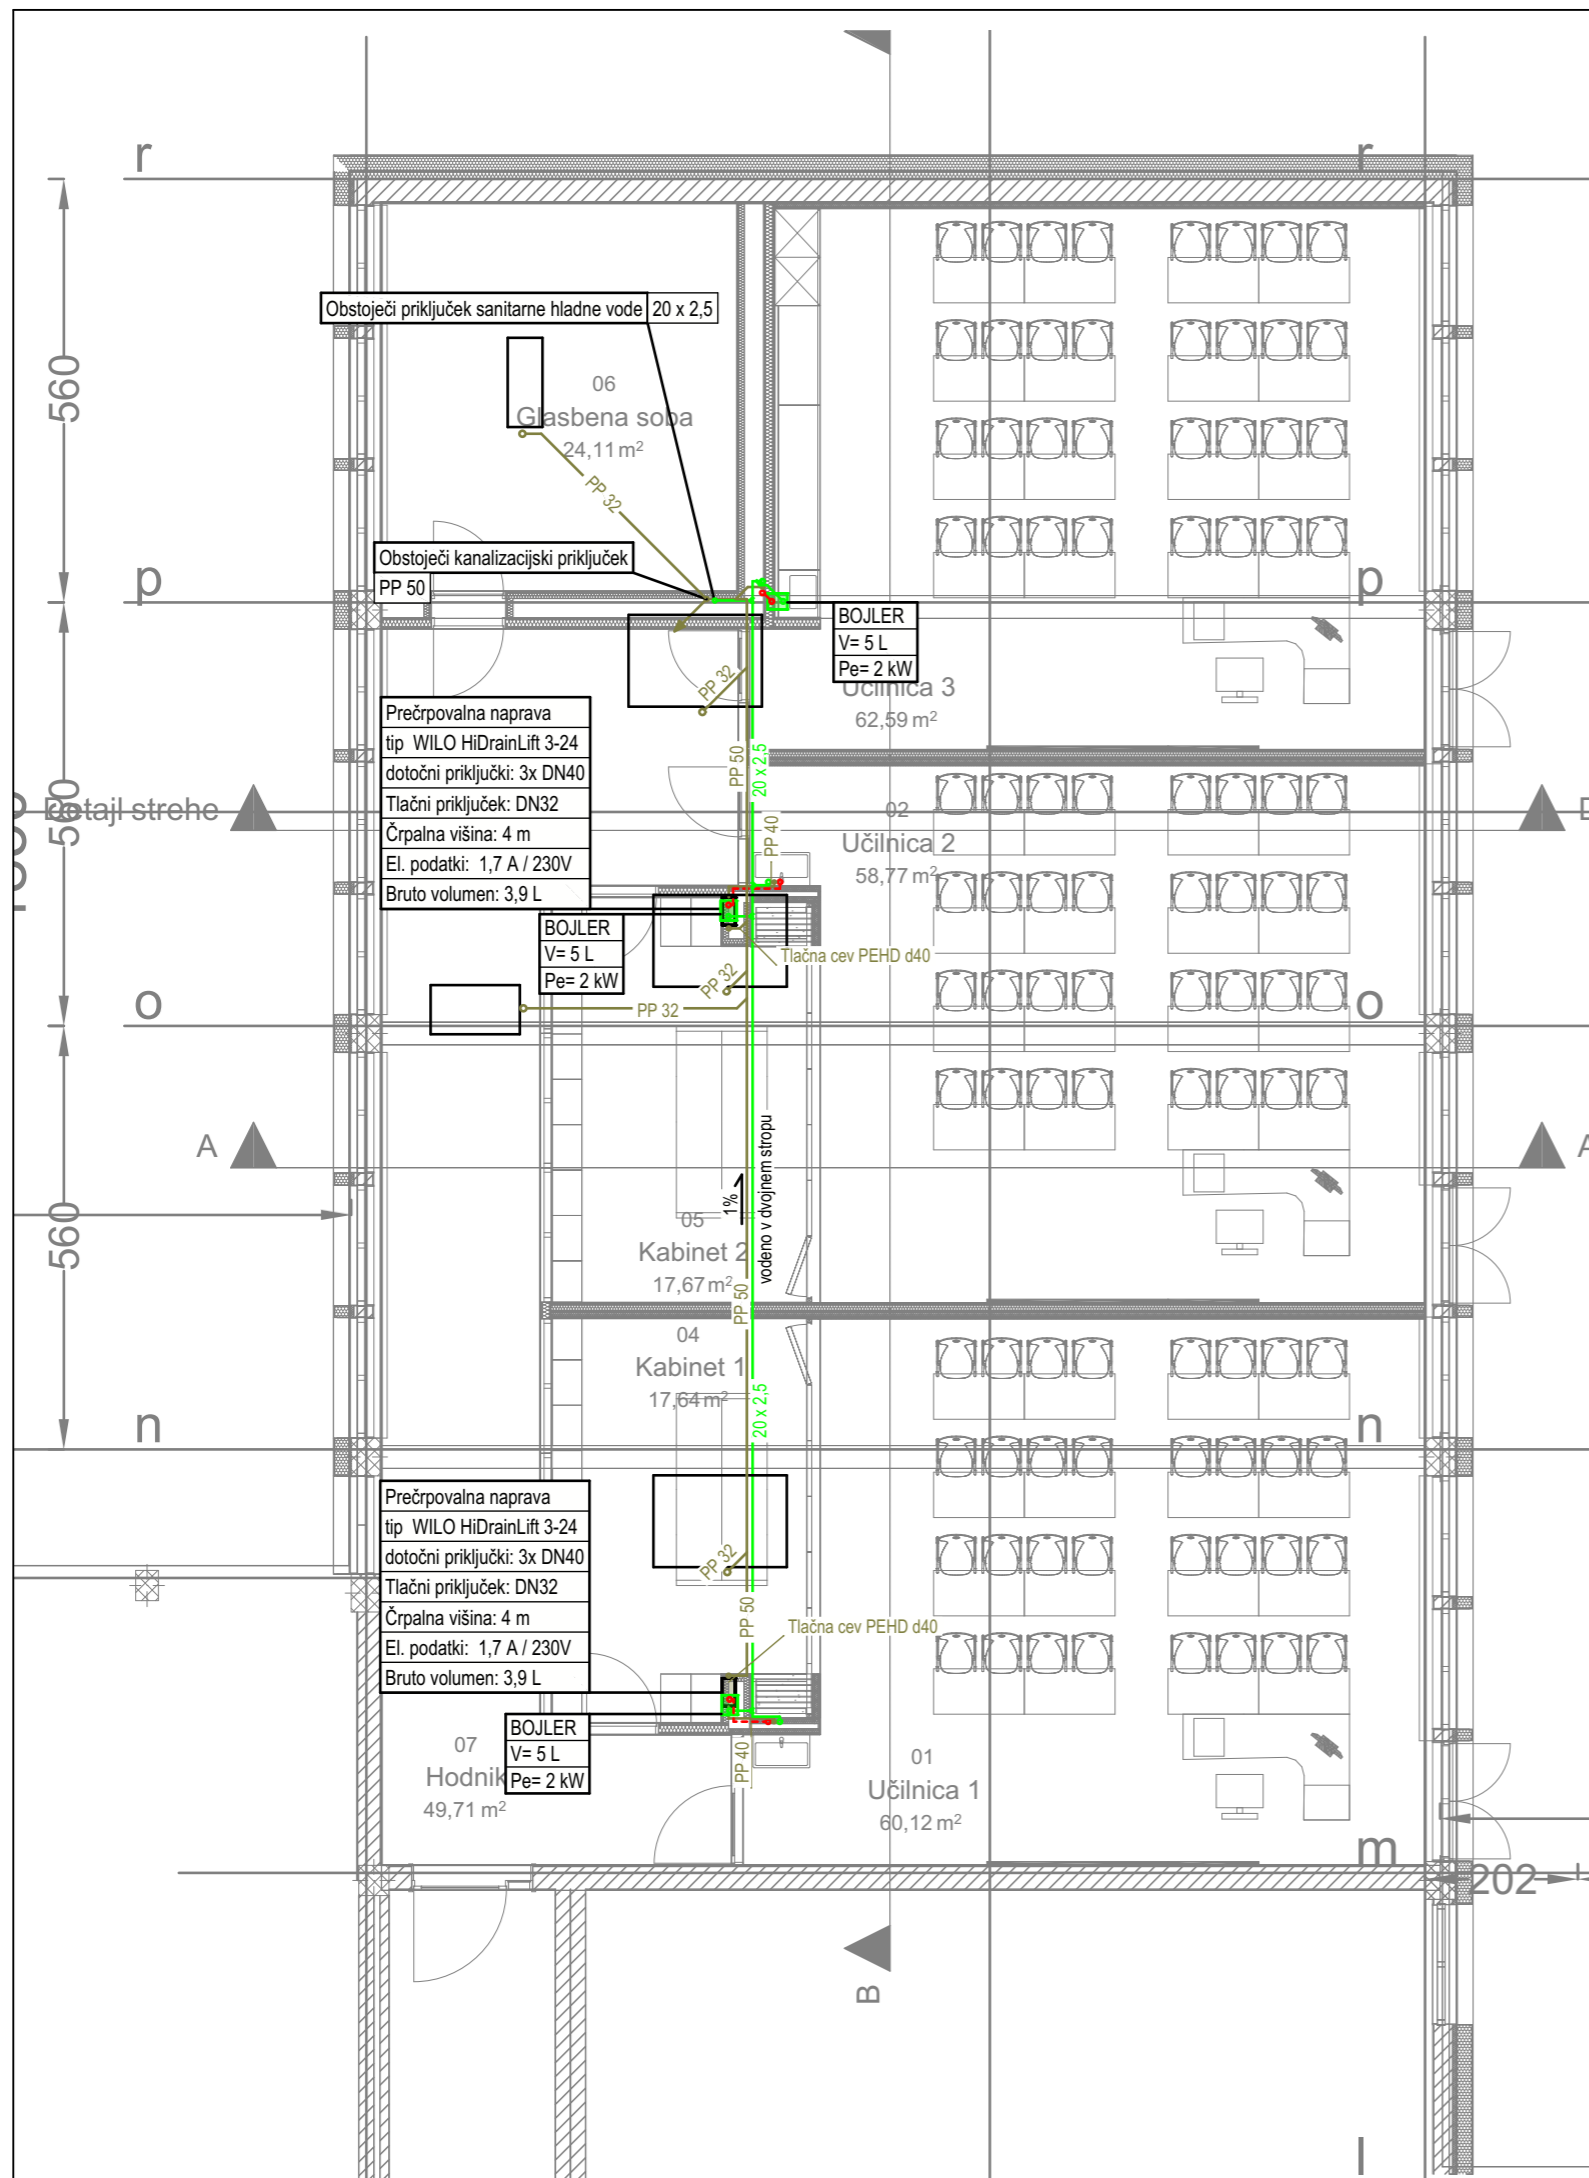 r
r
560
Obstoječi priključek sanitarne hladne vode
20 x 2,5
06
Glasbena soba
24,11 m²
PP 32
Obstoječi kanalizacijski priključek
PP 50
p
p
BOJLER
V= 5 L
Pe= 2 kW
Učilnica 3
62,59 m²
PP 32
Prečrpovalna naprava
tip WILO HiDrainLift 3-24
dotočni priključki: 3x DN40
Tlačni priključek: DN32
Črpalna višina: 4 m
El. podatki: 1,7 A / 230V
Bruto volumen: 3,9 L
PP 50
20 x 2,5
PP 40
Detajl strehe
560
02
Učilnica 2
58,77 m²
BOJLER
V= 5 L
Pe= 2 kW
Tlačna cev PEHD d40
PP 32
PP 32
o
o
A
A
vodeno v dvojnem stropu
1%
560
05
Kabinet 2
17,67 m²
PP 50
04
Kabinet 1
17,64 m²
20 x 2,5
n
n
Prečrpovalna naprava
tip WILO HiDrainLift 3-24
dotočni priključki: 3x DN40
Tlačni priključek: DN32
Črpalna višina: 4 m
El. podatki: 1,7 A / 230V
Bruto volumen: 3,9 L
PP 32
PP 50
Tlačna cev PEHD d40
BOJLER
V= 5 L
Pe= 2 kW
PP 40
07
Hodnik
49,71 m²
01
Učilnica 1
60,12 m²
m
202
B
l